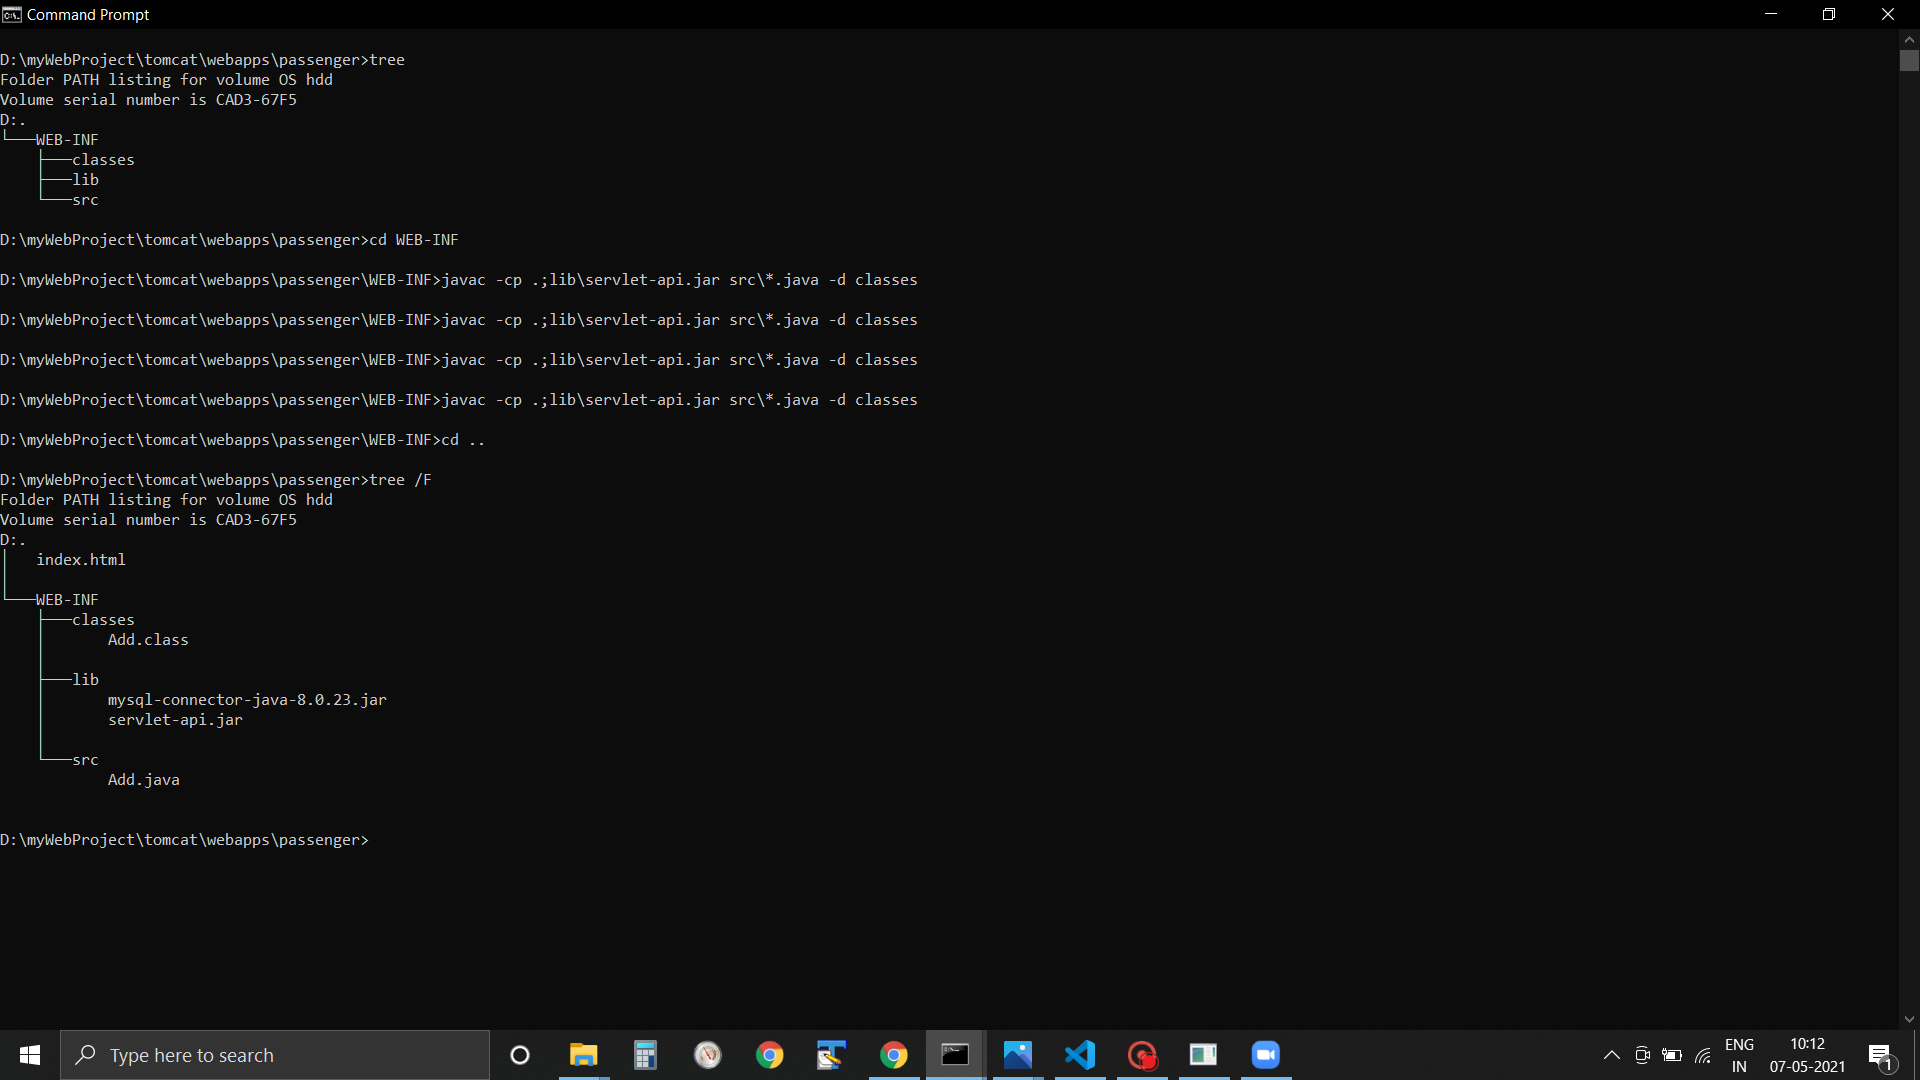 Command Prompt
D:\myWebProject\tomcat\webapps\passenger>tree
Folder PATH listing for volume OS hdd
Volume serial number is CAD3-67F5
D:.
└───WEB-INF
    ├───classes
    ├───lib
    └───src
D:\myWebProject\tomcat\webapps\passenger>cd WEB-INF
D:\myWebProject\tomcat\webapps\passenger\WEB-INF>javac -cp .;lib\servlet-api.jar src\*.java -d classes
D:\myWebProject\tomcat\webapps\passenger\WEB-INF>javac -cp .;lib\servlet-api.jar src\*.java -d classes
D:\myWebProject\tomcat\webapps\passenger\WEB-INF>javac -cp .;lib\servlet-api.jar src\*.java -d classes
D:\myWebProject\tomcat\webapps\passenger\WEB-INF>javac -cp .;lib\servlet-api.jar src\*.java -d classes
D:\myWebProject\tomcat\webapps\passenger\WEB-INF>cd ..
D:\myWebProject\tomcat\webapps\passenger>tree /F
Folder PATH listing for volume OS hdd
Volume serial number is CAD3-67F5
D:.
│   index.html
│
└───WEB-INF
    ├───classes
    │       Add.class
    │
    ├───lib
    │       mysql-connector-java-8.0.23.jar
    │       servlet-api.jar
    │
    └───src
            Add.java
D:\myWebProject\tomcat\webapps\passenger>
Type here to search
ENG
IN
10:12
07-05-2021
1